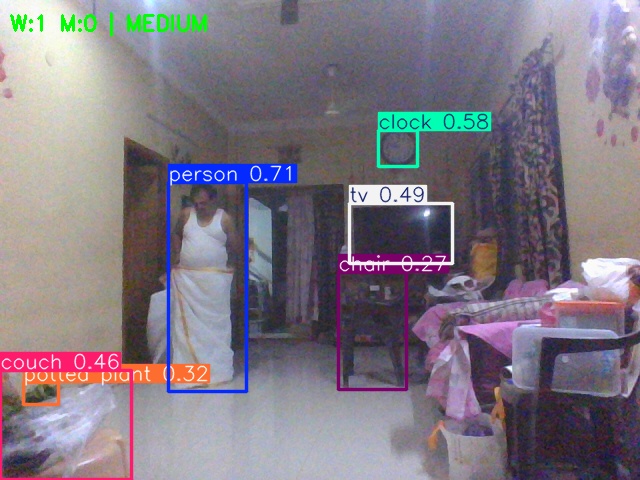 W:1 M:0 | MEDIUM
clock 0.58
person 0.71
tv 0.49
chair 0.27
couch 0.46
potted plant 0.32